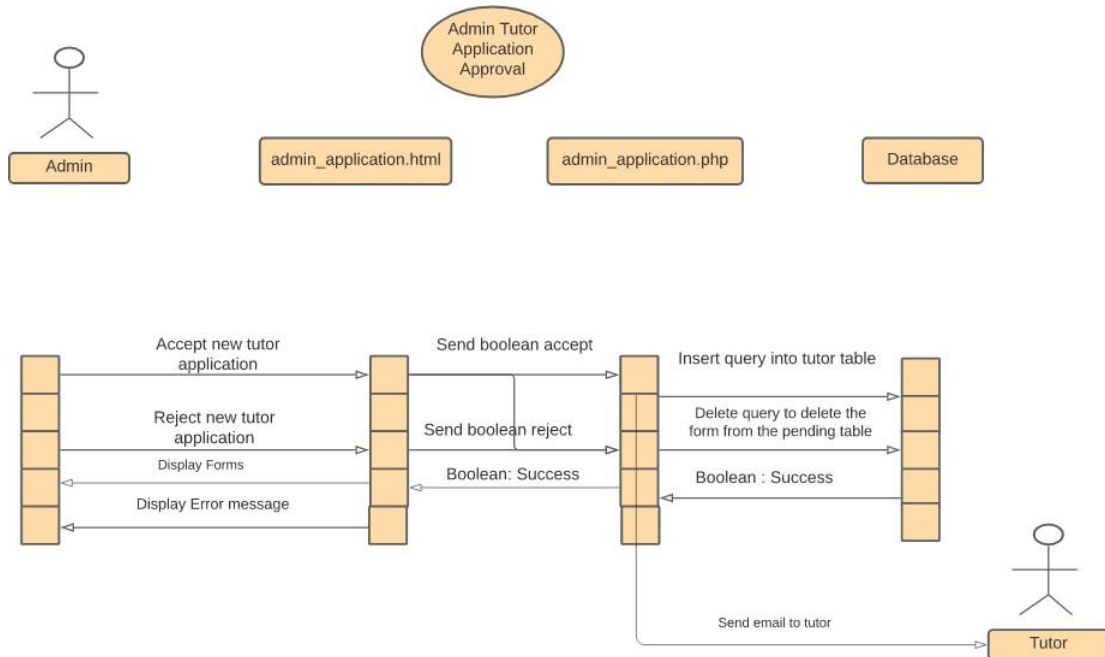 Admin Tutor
Application
Approval
Admin
admin_application.html
admin_application.php
Database
Accept new tutor
application
Send boolean accept
Insert query into tutor table
Reject new tutor
application
Send boolean reject
Delete query to delete the
form from the pending table
Display Forms
Boolean: Success
Boolean : Success
Display Error message
Send email to tutor
Tutor